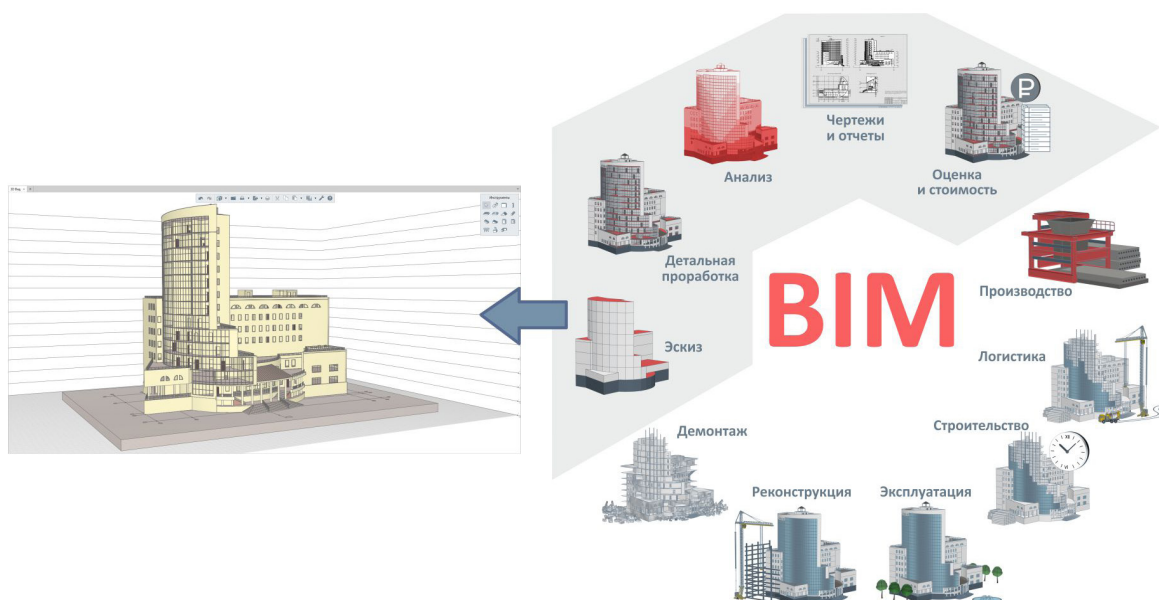 Чертежи
и отчеты
Анализ
Оценка
и стоимость
Детальная
проработка
BIM
Производство
Эскиз
Логистика
Демонтаж
Строительство
Реконструкция
Эксплуатация